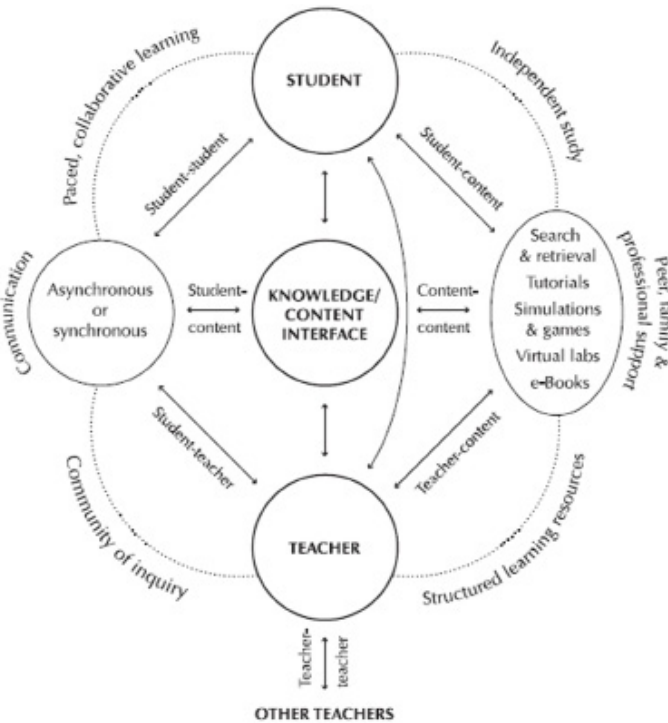 STUDENT
Paced, collaborative learning
Independent study
Student-student
Student-content
Communication
Asynchronous
or
synchronous
Student-
content
KNOWLEDGE/
CONTENT
INTERFACE
Content-
content
Search
& retrieval
Tutorials
Simulations
& games
Virtual labs
e-Books
Peer, family &
professional support
Student-teacher
Teacher-content
Community of inquiry
TEACHER
Structured learning resources
Teacher-
teacher
OTHER TEACHERS